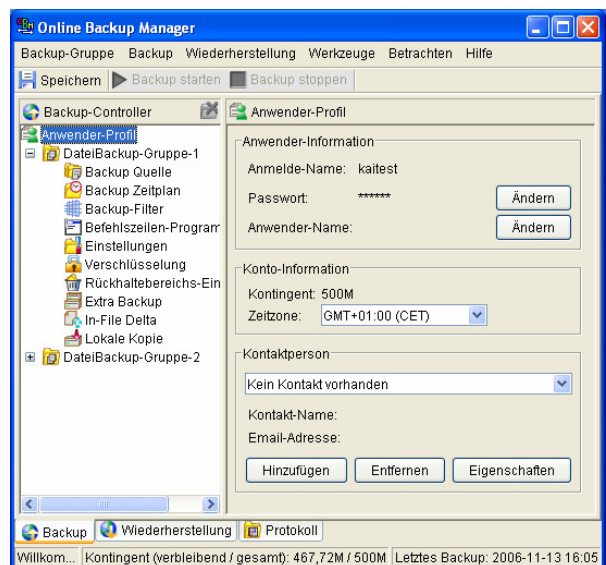 Online Backup Manager
Backup-Gruppe Backup Wiederherstellung Werkzeuge Betrachten Hilfe
Speichern Backup starten Backup stoppen
Backup-Controller
Anwender-Profil
DateiBackup-Gruppe-1
Backup Quelle
Backup Zeitplan
Backup-Filter
Befehlszeilen-Program
Einstellungen
Verschlüsselung
Rückhaltebereichs-Ein
Extra Backup
In-File Delta
Lokale Kopie
DateiBackup-Gruppe-2
Anwender-Profil
Anwender-Information
Anmelde-Name: kaitest
Passwort: ****** Ändern
Anwender-Name: Ändern
Konto-Information
Kontingent: 500M
Zeitzone: GMT+01:00 (CET)
Kontaktperson
Kein Kontakt vorhanden
Kontakt-Name:
Email-Adresse:
Hinzufügen Entfernen Eigenschaften
Backup Wiederherstellung Protokoll
Willkom... Kontingent (verbleibend / gesamt): 467,72M / 500M Letztes Backup: 2006-11-13 16:05